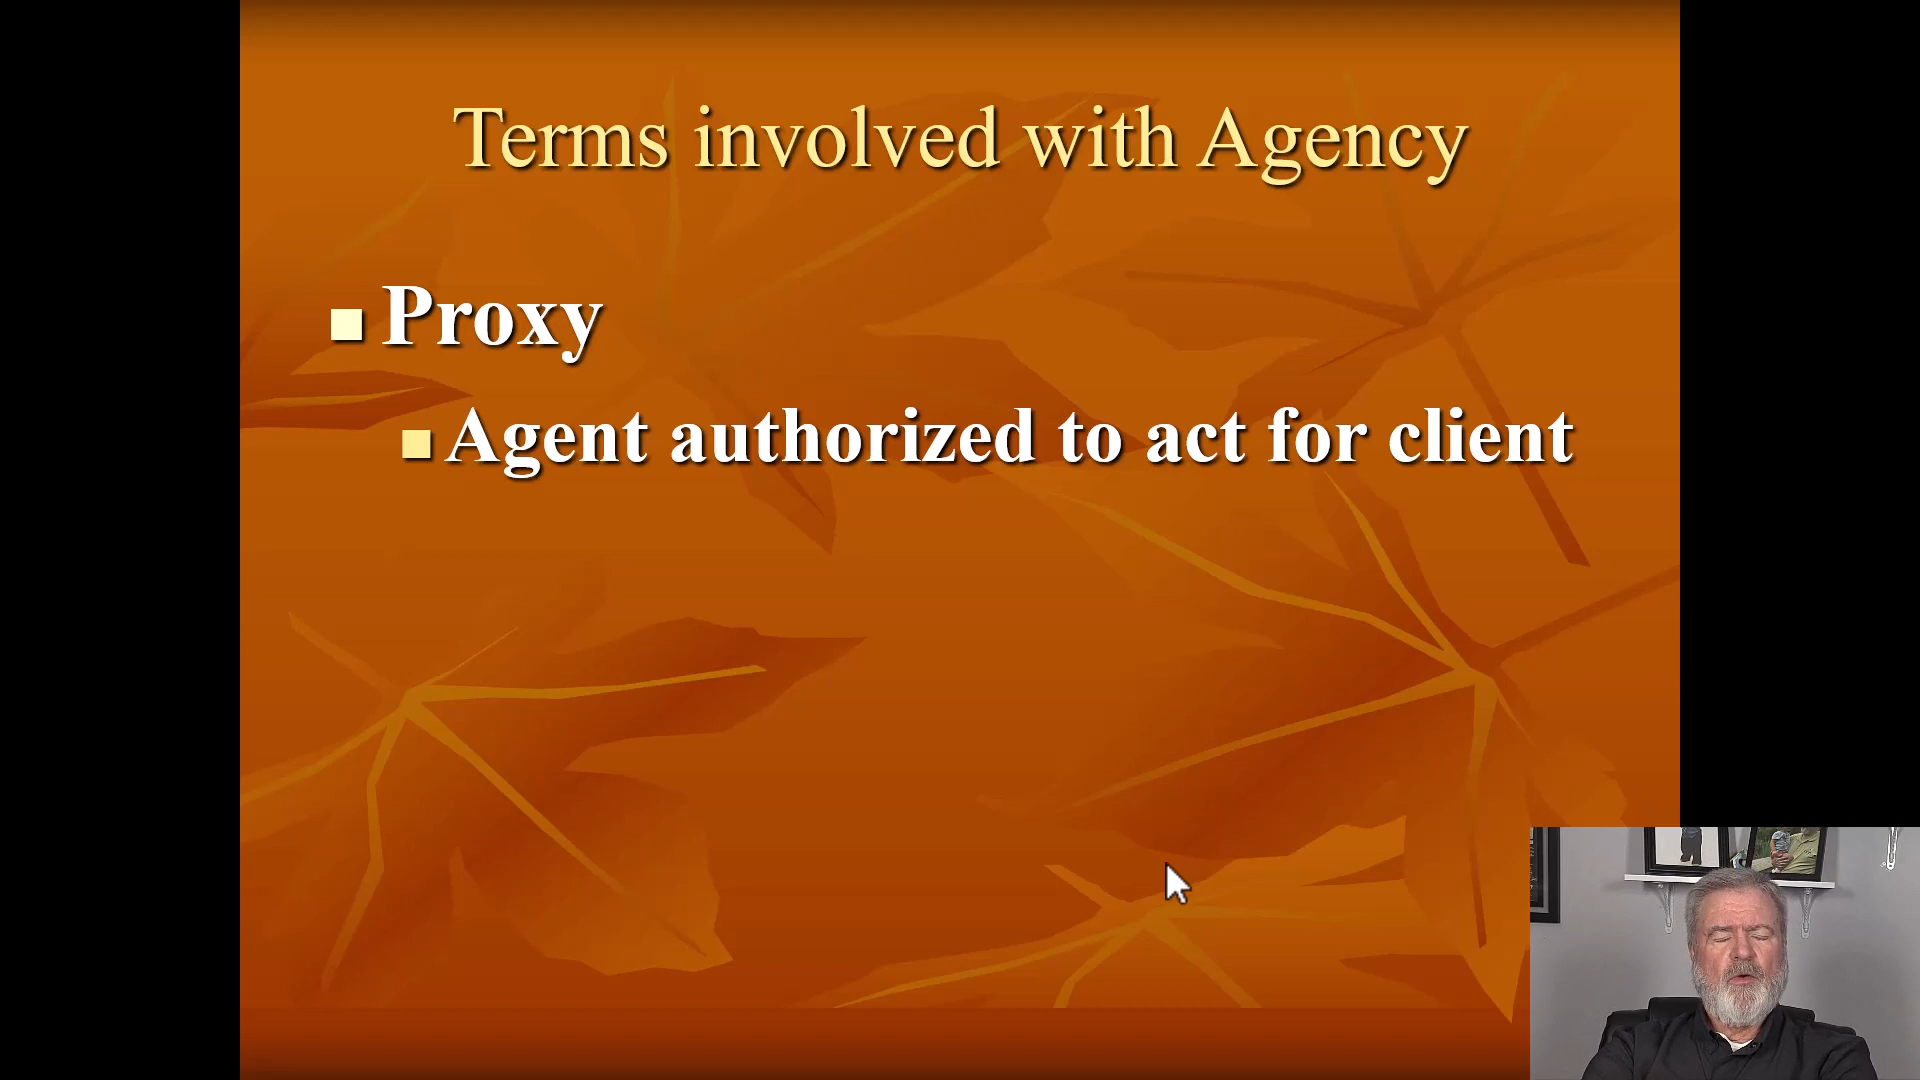 Terms involved with Agency
Proxy
Agent authorized to act for client